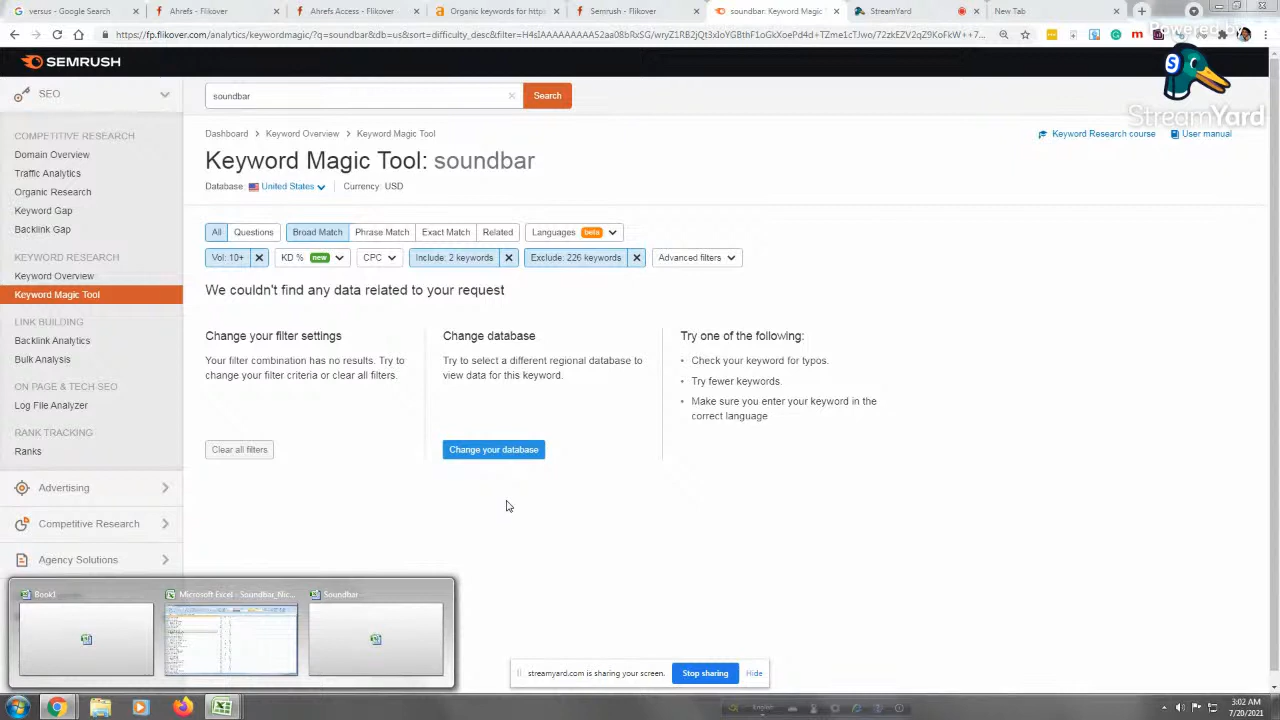 versus - Google Search
Ahrefs - Flikover
Ahrefs Access - Flikover
Organic keywords for http
Semrush - Flikover
soundbar: Keyword Magic Tool
StreamYard
New Tab
Powered by
StreamYard
SEMRUSH
SEO
soundbar
Search
COMPETITIVE RESEARCH
Domain Overview
Traffic Analytics
Organic Research
Keyword Gap
Backlink Gap
KEYWORD RESEARCH
Keyword Overview
Keyword Magic Tool
LINK BUILDING
Backlink Analytics
Bulk Analysis
ON PAGE & TECH SEO
Log File Analyzer
RANK TRACKING
Ranks
Advertising
Competitive Research
Agency Solutions
Dashboard > Keyword Overview > Keyword Magic Tool
Keyword Research course
User manual
Keyword Magic Tool: soundbar
Database: United States
Currency: USD
All Questions Broad Match Phrase Match Exact Match Related Languages beta
Vol: 10+ KD % new CPC Include: 2 keywords Exclude: 226 keywords Advanced filters
We couldn't find any data related to your request
Change your filter settings
Your filter combination has no results. Try to
change your filter criteria or clear all filters.
Clear all filters
Change database
Try to select a different regional database to
view data for this keyword.
Change your database
Try one of the following:
• Check your keyword for typos.
• Try fewer keywords.
• Make sure you enter your keyword in the
correct language
Book1
Microsoft Excel - Soundbar_Nic...
Soundbar
streamyard.com is sharing your screen.
Stop sharing
Hide
English
3:02 AM
7/20/2021